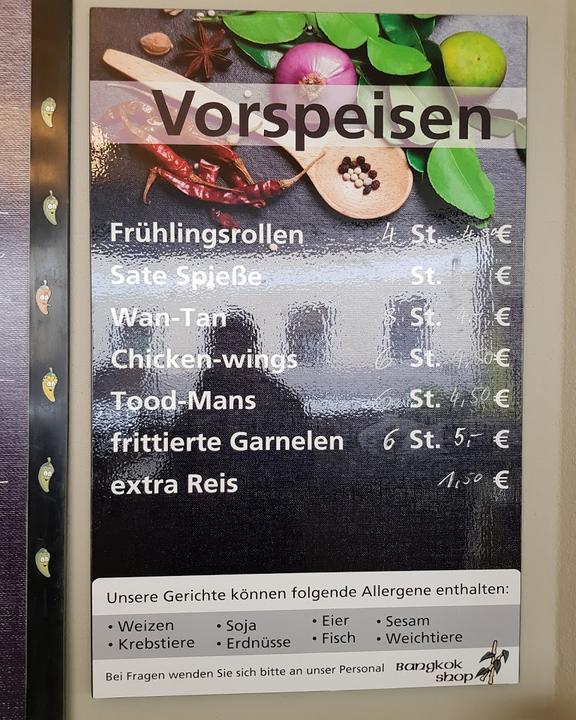 Vorspeisen
Frühlingsrollen 4 St. €
Sate Spieße St. €
Wan-Tan St. €
Chicken-wings 6 St. €
Tood-Mans 6 St. 4,50 €
frittierte Garnelen 6 St. 5,- €
extra Reis 1,50 €
Unsere Gerichte können folgende Allergene enthalten:
• Weizen • Soja • Eier • Sesam
• Krebstiere • Erdnüsse • Fisch • Weichtiere
Bei Fragen wenden Sie sich bitte an unser Personal Bangkok
shop